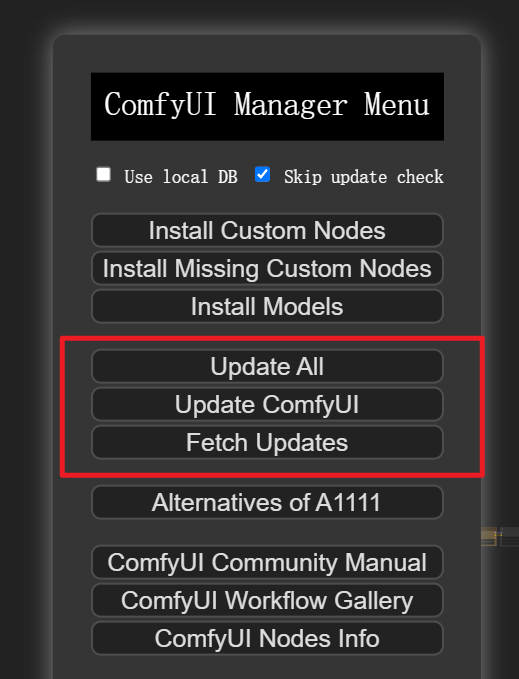 ComfyUI Manager Menu
Use local DB Skip update check
Install Custom Nodes
Install Missing Custom Nodes
Install Models
Update All
Update ComfyUI
Fetch Updates
Alternatives of A1111
ComfyUI Community Manual
ComfyUI Workflow Gallery
ComfyUI Nodes Info